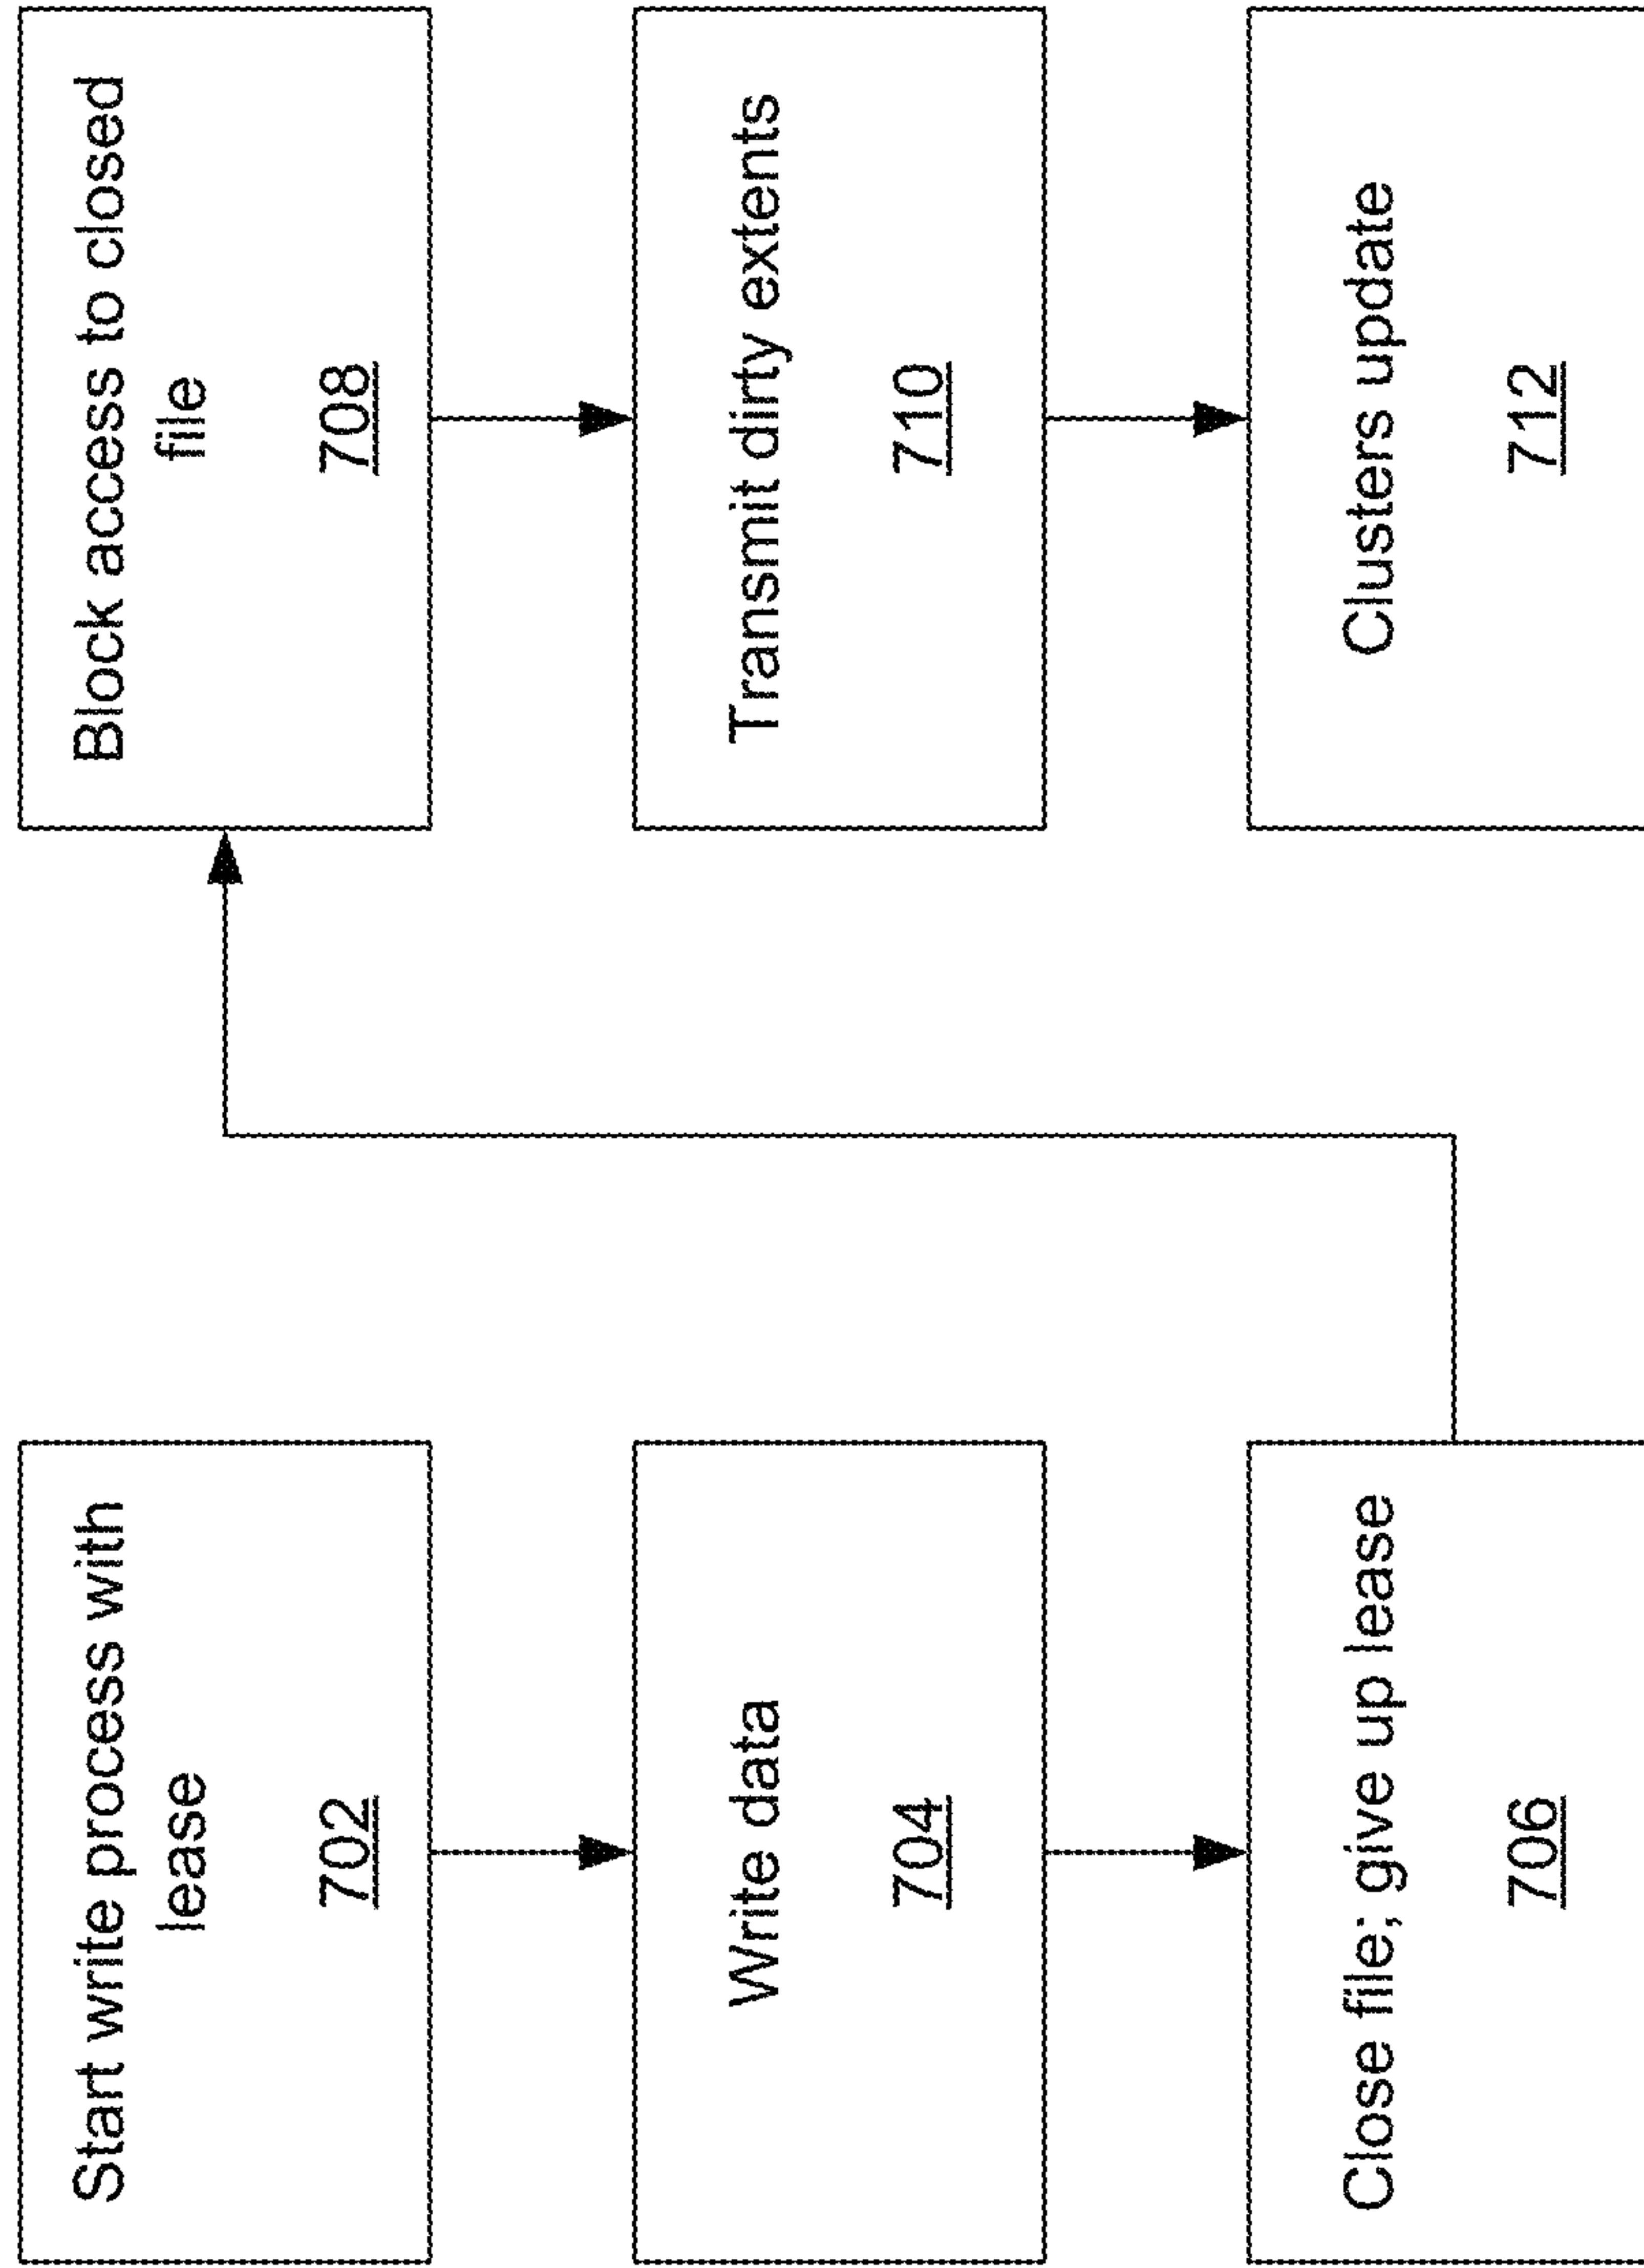 Start write process with
lease
702
Write data
704
Close file; give up lease
706
Block access to closed
file
708
Transmit dirty extents
710
Clusters update
712